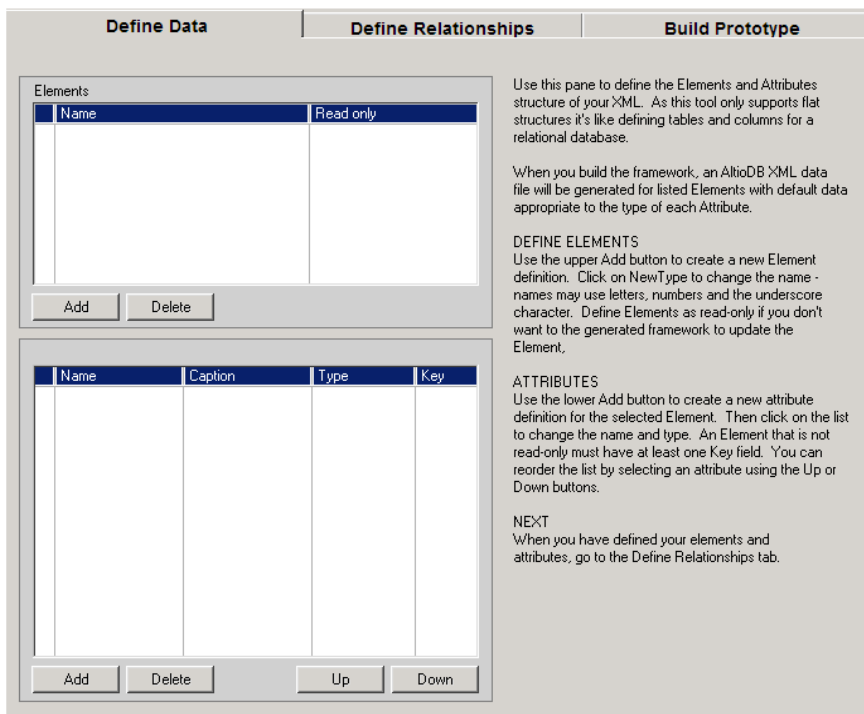 Define Data
Define Relationships
Build Prototype
Elements
Name
Read only
Add
Delete
Name
Caption
Type
Key
Add
Delete
Up
Down
Use this pane to define the Elements and Attributes
structure of your XML. As this tool only supports flat
structures it's like defining tables and columns for a
relational database.
When you build the framework, an AltioDB XML data
file will be generated for listed Elements with default data
appropriate to the type of each Attribute.
DEFINE ELEMENTS
Use the upper Add button to create a new Element
definition. Click on NewType to change the name -
names may use letters, numbers and the underscore
character. Define Elements as read-only if you don't
want to the generated framework to update the
Element,
ATTRIBUTES
Use the lower Add button to create a new attribute
definition for the selected Element. Then click on the list
to change the name and type. An Element that is not
read-only must have at least one Key field. You can
reorder the list by selecting an attribute using the Up or
Down buttons.
NEXT
When you have defined your elements and
attributes, go to the Define Relationships tab.